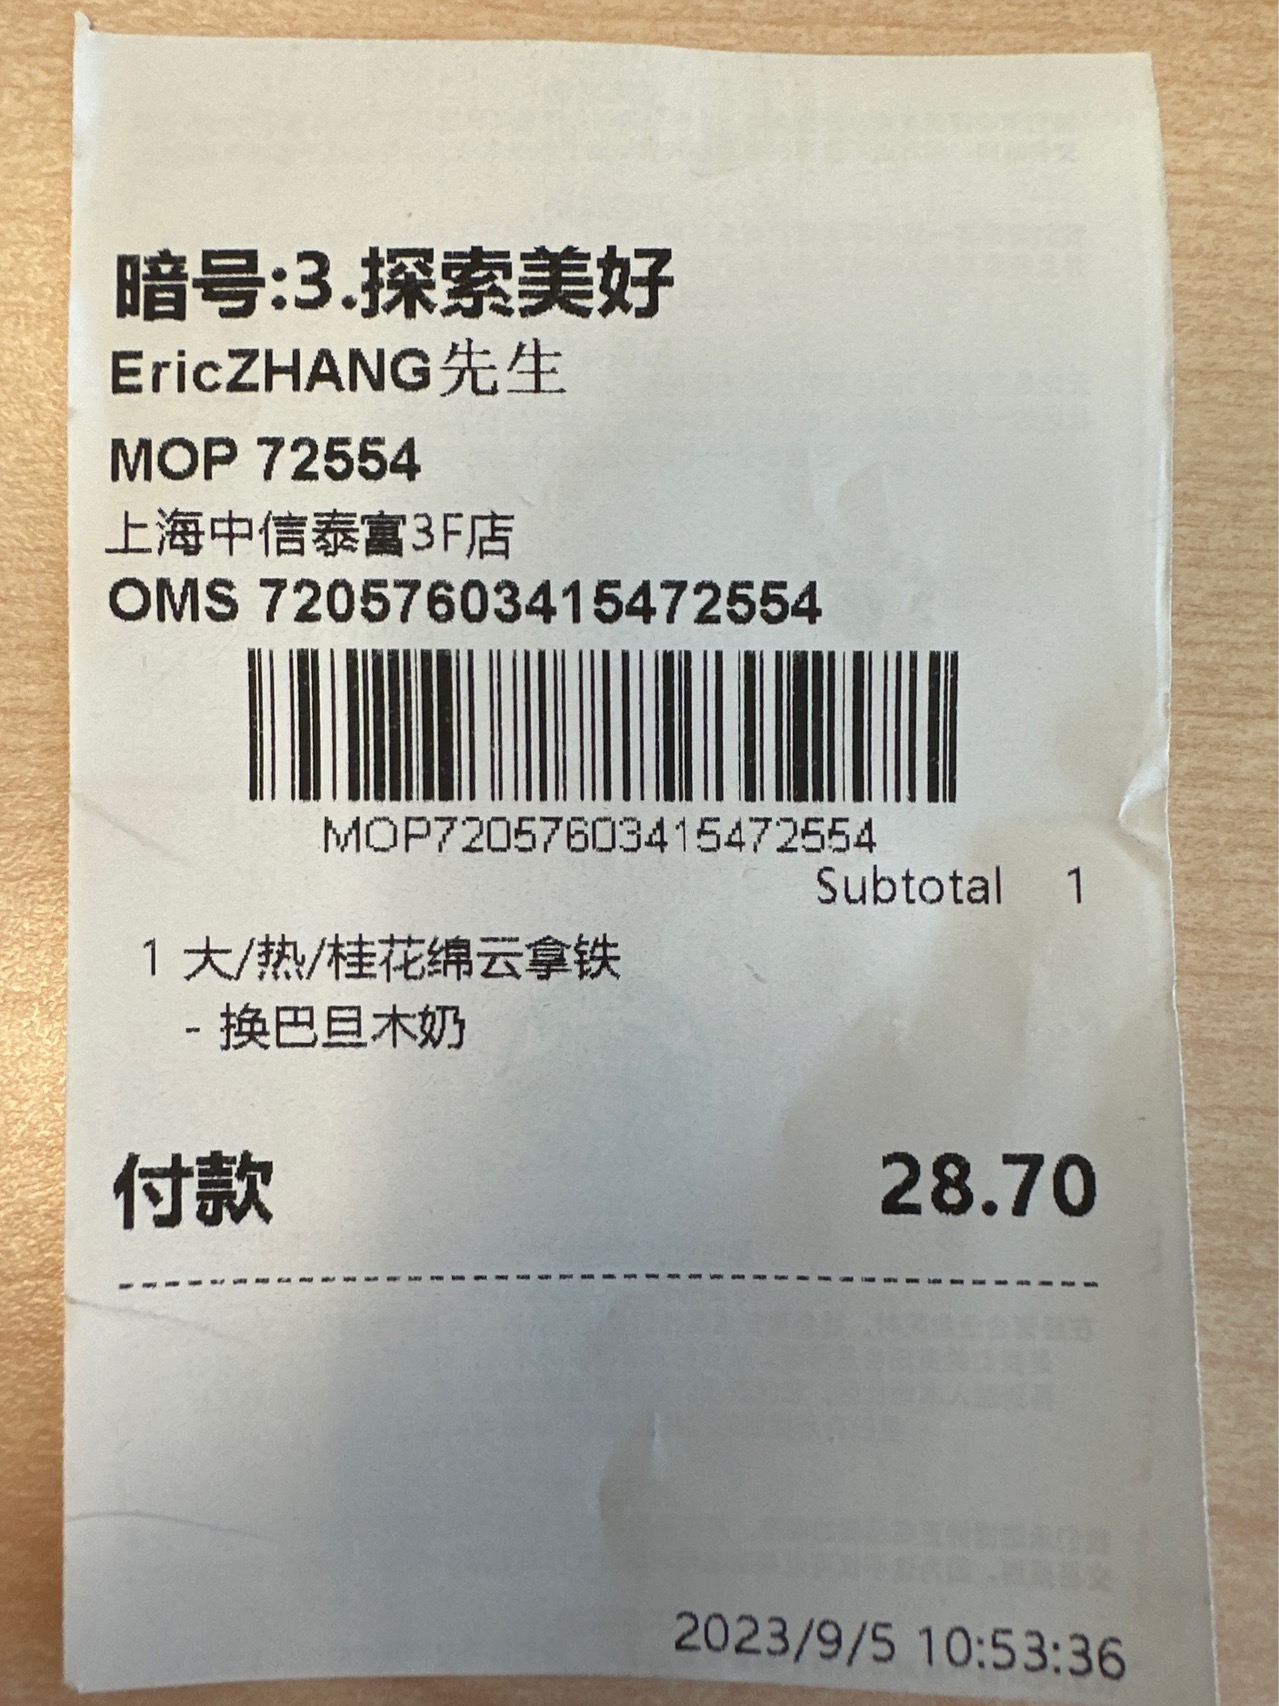 暗号:3.探索美好
EricZHANG先生
MOP 72554
上海中信泰富3F店
OMS 72057603415472554
MOP72057603415472554
Subtotal 1
1 大/热/桂花绵云拿铁
- 换巴旦木奶
付款 28.70
2023/9/5 10:53:36